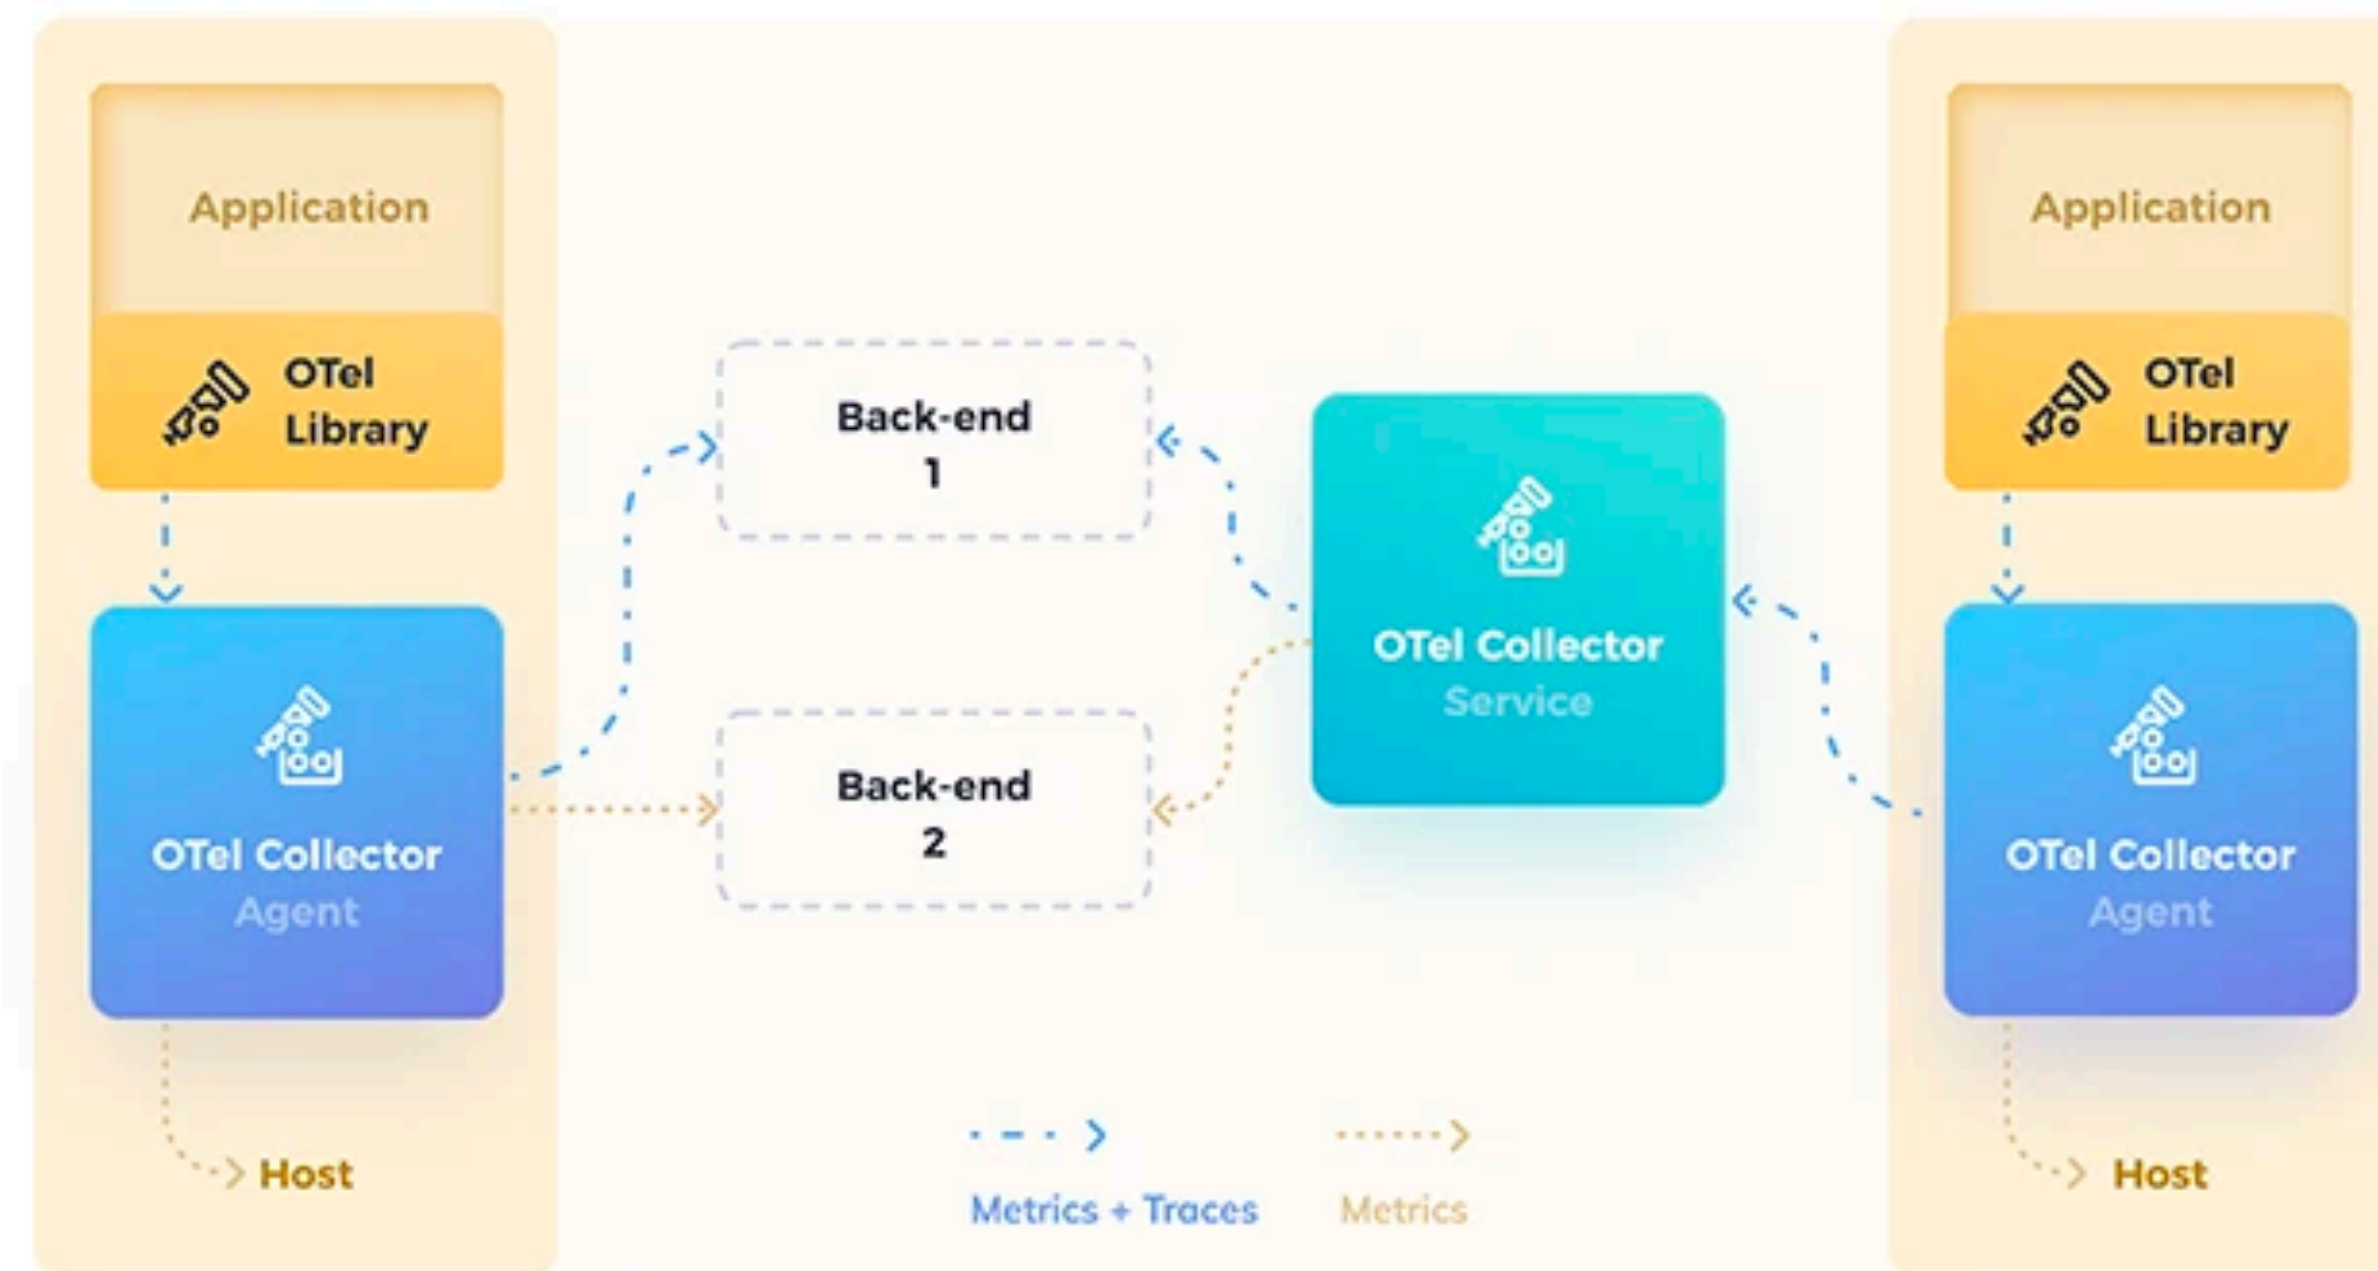 Application
OTel
Library
OTel Collector
Agent
Host
Back-end
1
Back-end
2
OTel Collector
Service
Application
OTel
Library
OTel Collector
Agent
Host
Metrics + Traces
Metrics